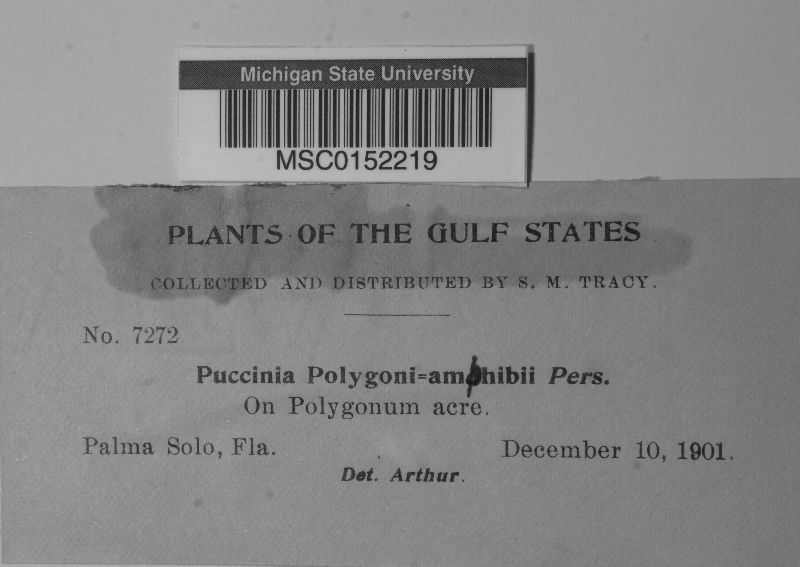 Michigan State University
MSC0152219
PLANTS OF THE GULF STATES
COLLECTED AND DISTRIBUTED BY S. M. TRACY.
No. 7272
Puccinia Polygoni=amphibii Pers.
On Polygonum acre.
Palma Solo, Fla. December 10, 1901.
Det. Arthur.